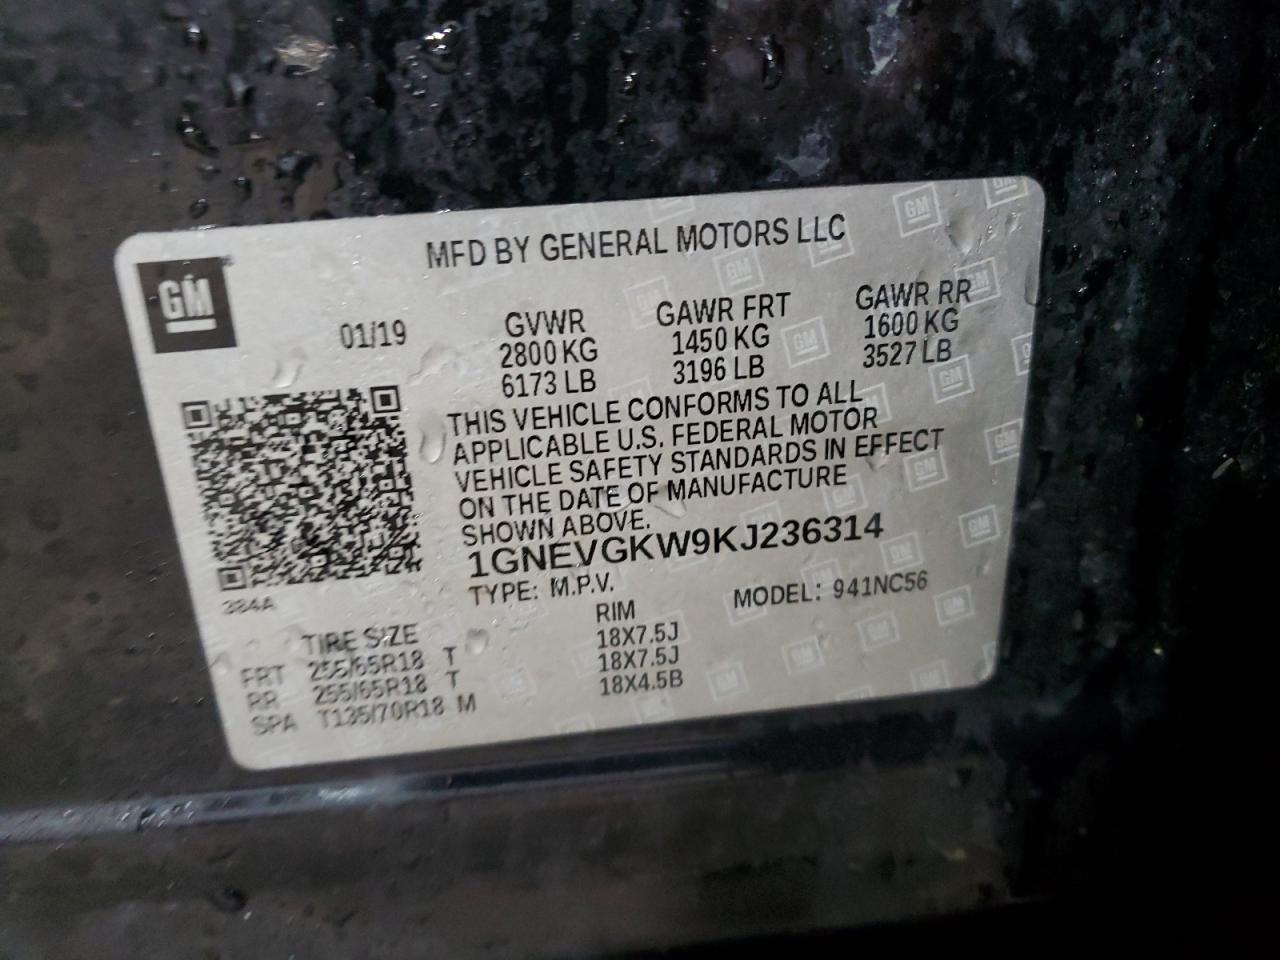 MFD BY GENERAL MOTORS LLC
GM
01/19
GVWR GAWR FRT GAWR RR
2800 KG 1450 KG 1600 KG
6173 LB 3196 LB 3527 LB
THIS VEHICLE CONFORMS TO ALL
APPLICABLE U.S. FEDERAL MOTOR
VEHICLE SAFETY STANDARDS IN EFFECT
ON THE DATE OF MANUFACTURE
SHOWN ABOVE.
1GNEVGKW9KJ236314
TYPE: M.P.V. MODEL: 941NC56
384A
TIRE SIZE RIM
FRT 255/65R18 T 18X7.5J
RR 255/65R18 T 18X7.5J
SPA T135/70R18 M 18X4.5B